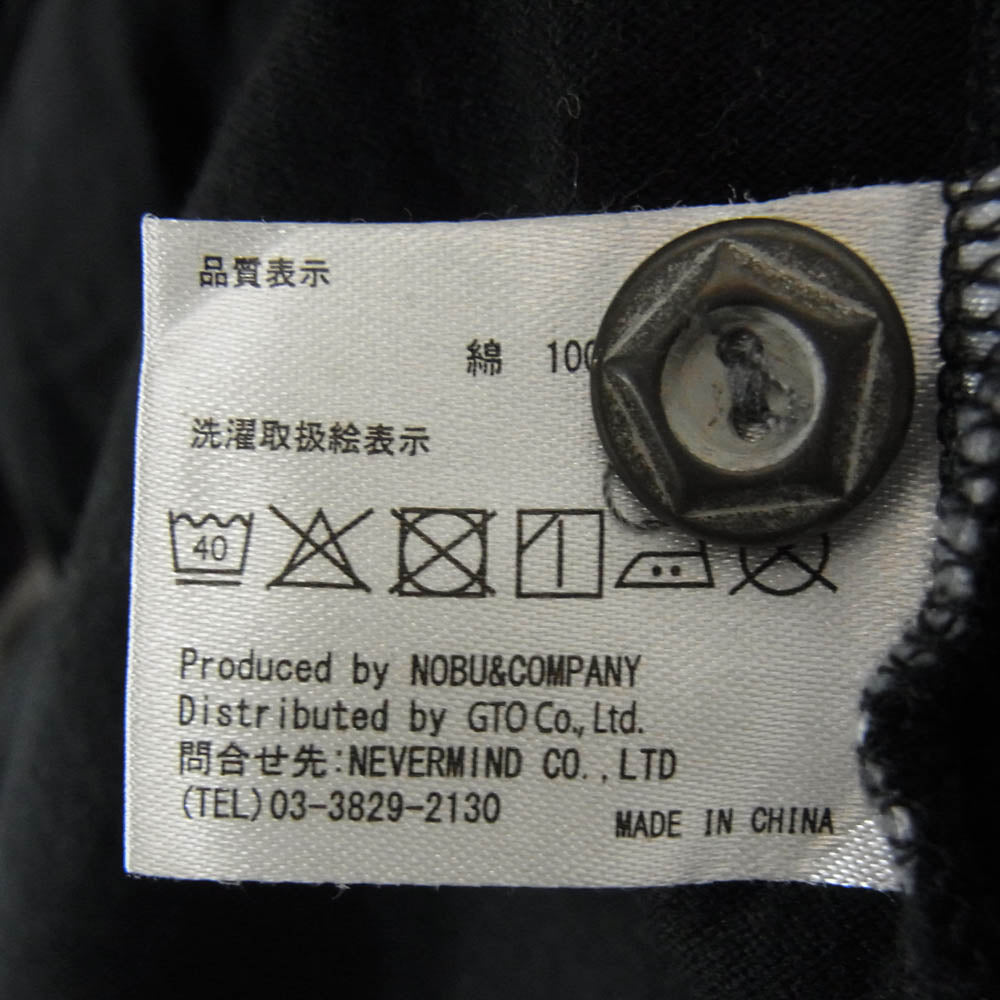 品質表示
綿 100
洗濯取扱絵表示
40
Produced by NOBU&COMPANY
Distributed by GTO Co., Ltd.
問合せ先:NEVERMIND CO.,LTD
(TEL)03-3829-2130
MADE IN CHINA